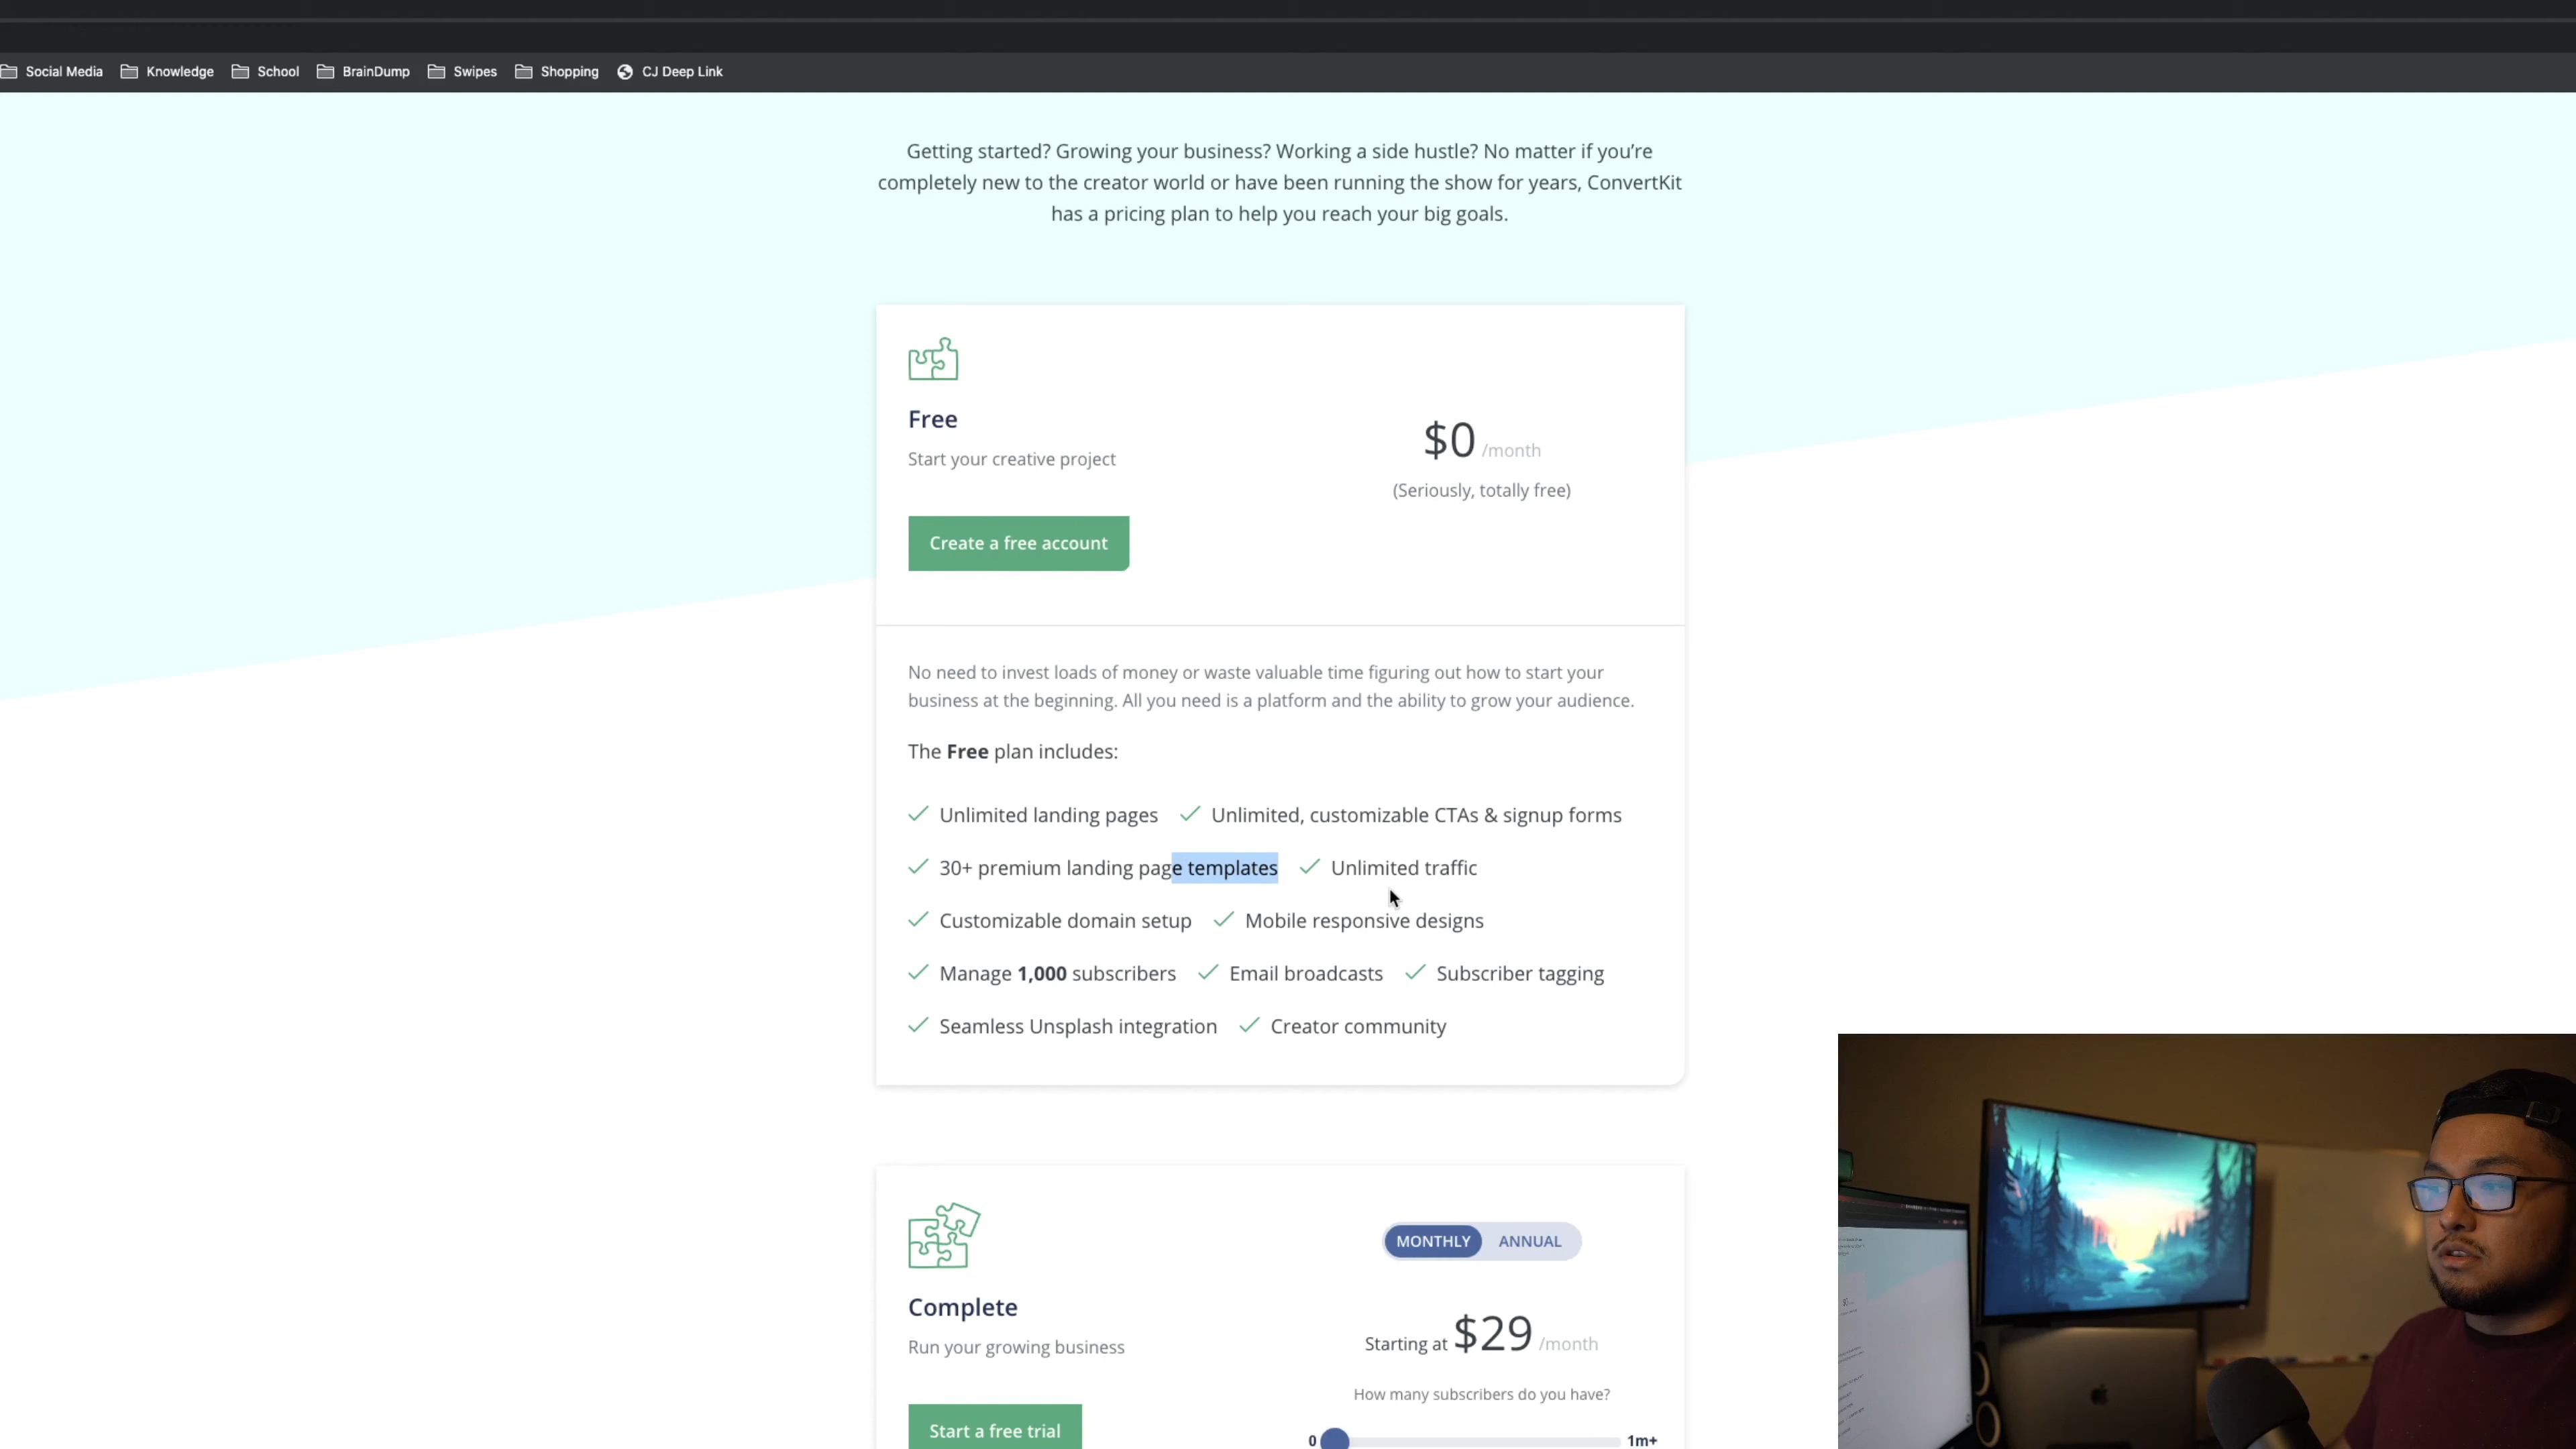 Social Media Knowledge School BrainDump Swipes Shopping CJ Deep Link
Getting started? Growing your business? Working a side hustle? No matter if you're
completely new to the creator world or have been running the show for years, ConvertKit
has a pricing plan to help you reach your big goals.
Free
Start your creative project
$0 /month
(Seriously, totally free)
Create a free account
No need to invest loads of money or waste valuable time figuring out how to start your
business at the beginning. All you need is a platform and the ability to grow your audience.
The Free plan includes:
Unlimited landing pages Unlimited, customizable CTAs & signup forms
30+ premium landing page templates Unlimited traffic
Customizable domain setup Mobile responsive designs
Manage 1,000 subscribers Email broadcasts Subscriber tagging
Seamless Unsplash integration Creator community
Complete
Run your growing business
Start a free trial
MONTHLY ANNUAL
Starting at $29 /month
How many subscribers do you have?
0 1m+